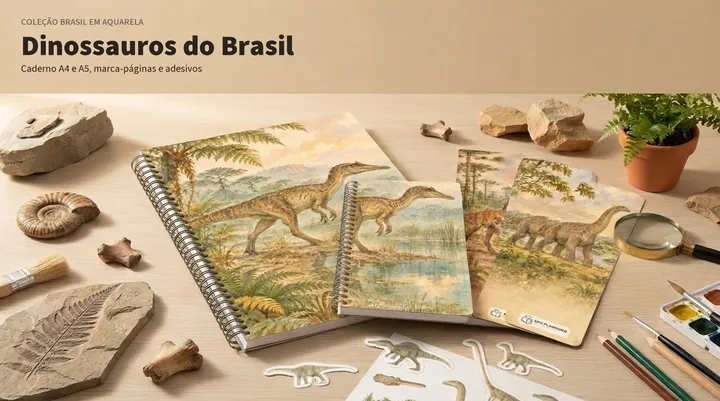 COLEÇÃO BRASIL EM AQUARELA
Dinossauros do Brasil
Caderno A4 e A5, marca-páginas e adesivos